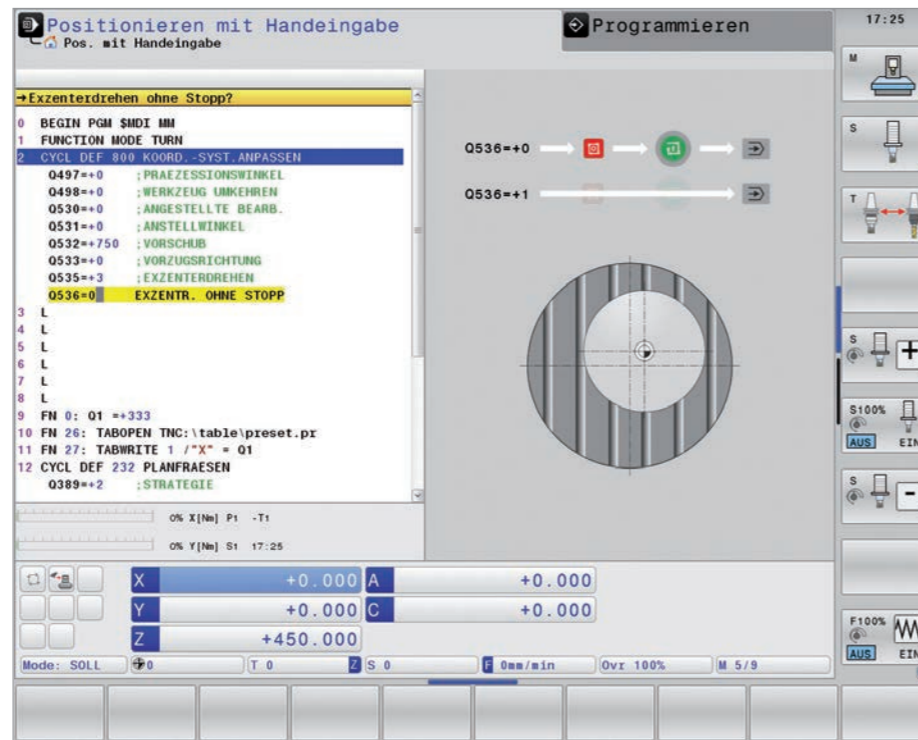 Positionieren mit Handeingabe
Pos. mit Handeingabe
Programmieren
17:25
→Exzenterdrehen ohne Stopp?
0 BEGIN PGM $MDI MM
1 FUNCTION MODE TURN
2 CYCL DEF 800 KOORD.-SYST.ANPASSEN
Q497=+0 ;PRAEZESSIONSWINKEL
Q498=+0 ;WERKZEUG UMKEHREN
Q530=+0 ;ANGESTELLTE BEARB.
Q531=+0 ;ANSTELLWINKEL
Q532=+750 ;VORSCHUB
Q533=+0 ;VORZUGSRICHTUNG
Q535=+3 ;EXZENTERDREHEN
Q536=0 EXZENTR. OHNE STOPP
3 L
4 L
5 L
6 L
7 L
8 L
9 FN 0: Q1 =+333
10 FN 26: TABOPEN TNC:\table\preset.pr
11 FN 27: TABWRITE 1 /"X" = Q1
12 CYCL DEF 232 PLANFRAESEN
Q389=+2 ;STRATEGIE
Q536=+0
Q536=+1
0% X[Nm] P1 -T1
0% Y[Nm] S1 17:25
X +0.000 A +0.000
Y +0.000 C +0.000
Z +450.000
Mode: SOLL 0 T 0 Z S 0 F 0mm/min Ovr 100% M 5/9
M
S
T
S
+
S100%
AUS EIN
S
-
F100%
AUS EIN